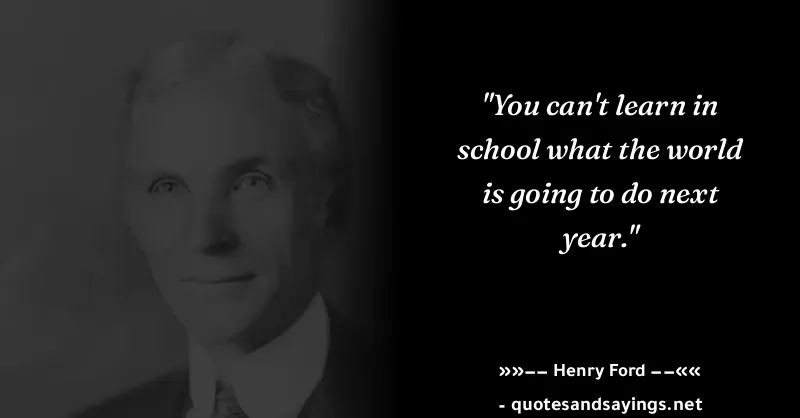 "You can't learn in
school what the world
is going to do next
year."
»»−− Henry Ford −−««
- quotesandsayings.net